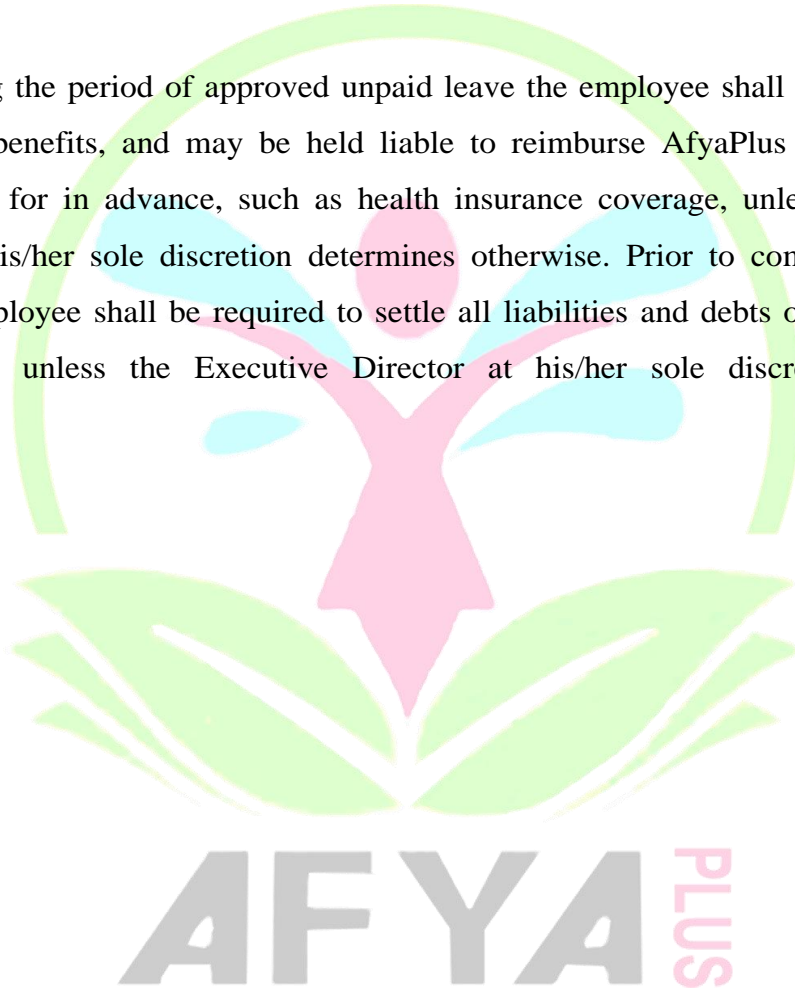 g the period of approved unpaid leave the employee shall
benefits, and may be held liable to reimburse AfyaPlus
for in advance, such as health insurance coverage, unle
is/her sole discretion determines otherwise. Prior to con
ployee shall be required to settle all liabilities and debts o
unless the Executive Director at his/her sole discre
AFYA PLUS